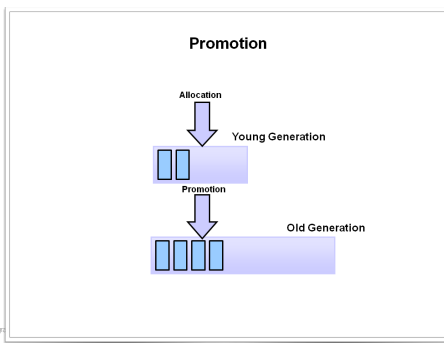 Promotion
Allocation
Young Generation
Promotion
Old Generation